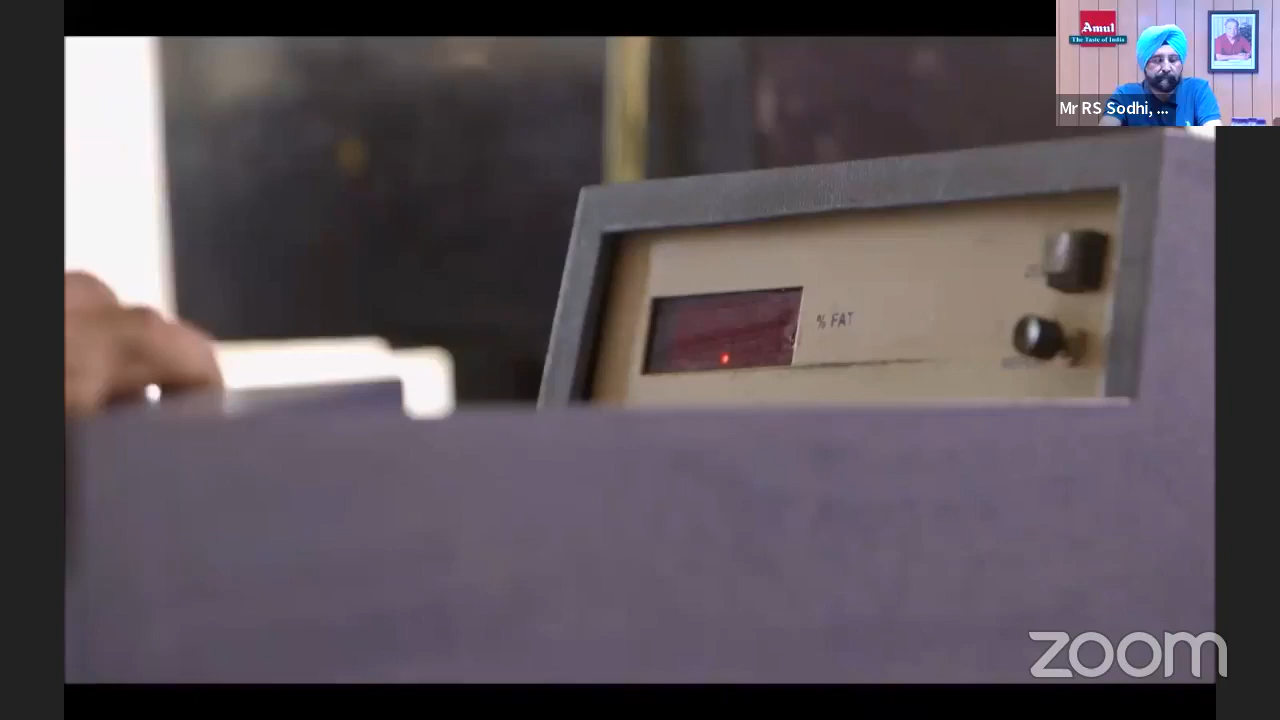 Amul
The Taste of India
Mr RS Sodhi, ...
% FAT
zoom